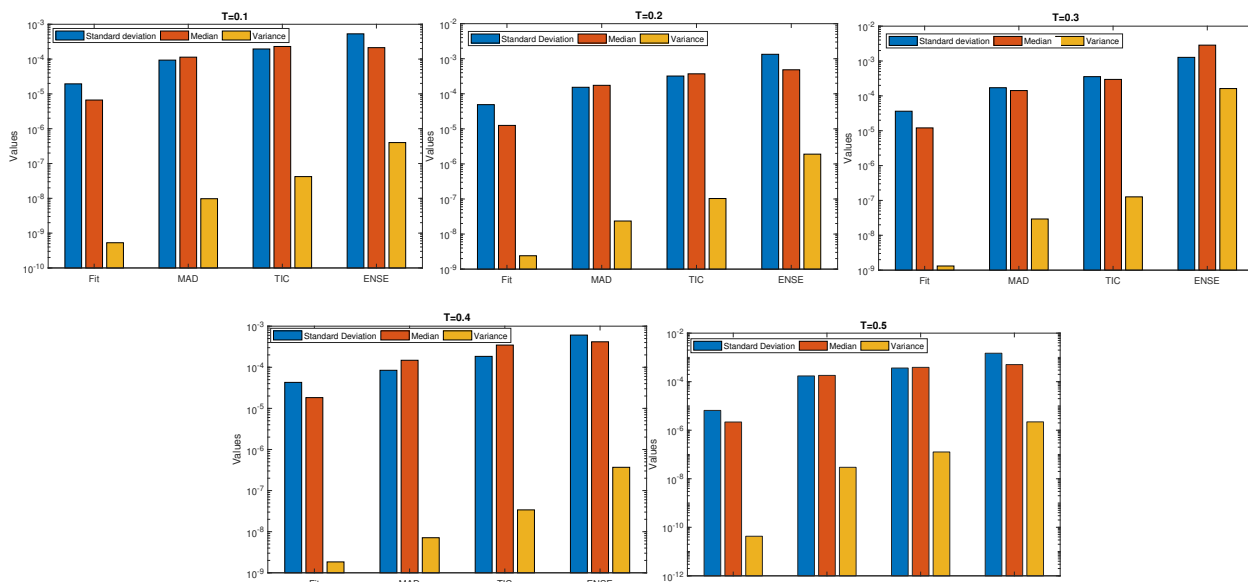 T=0.1
Standard deviation Median Variance
10^-3
10^-4
10^-5
10^-6
10^-7
10^-8
10^-9
10^-10
Values
Fit MAD TIC ENSE
T=0.2
Standard Deviation Median Variance
10^-2
10^-3
10^-4
10^-5
10^-6
10^-7
10^-8
10^-9
Values
Fit MAD TIC ENSE
T=0.3
Standard deviation Median Variance
10^-2
10^-3
10^-4
10^-5
10^-6
10^-7
10^-8
10^-9
Values
Fit MAD TIC ENSE
T=0.4
Standard Deviation Median Variance
10^-3
10^-4
10^-5
10^-6
10^-7
10^-8
10^-9
Values
Fit MAD TIC ENSE
T=0.5
Standard Deviation Median Variance
10^-2
10^-4
10^-6
10^-8
10^-10
10^-12
Values